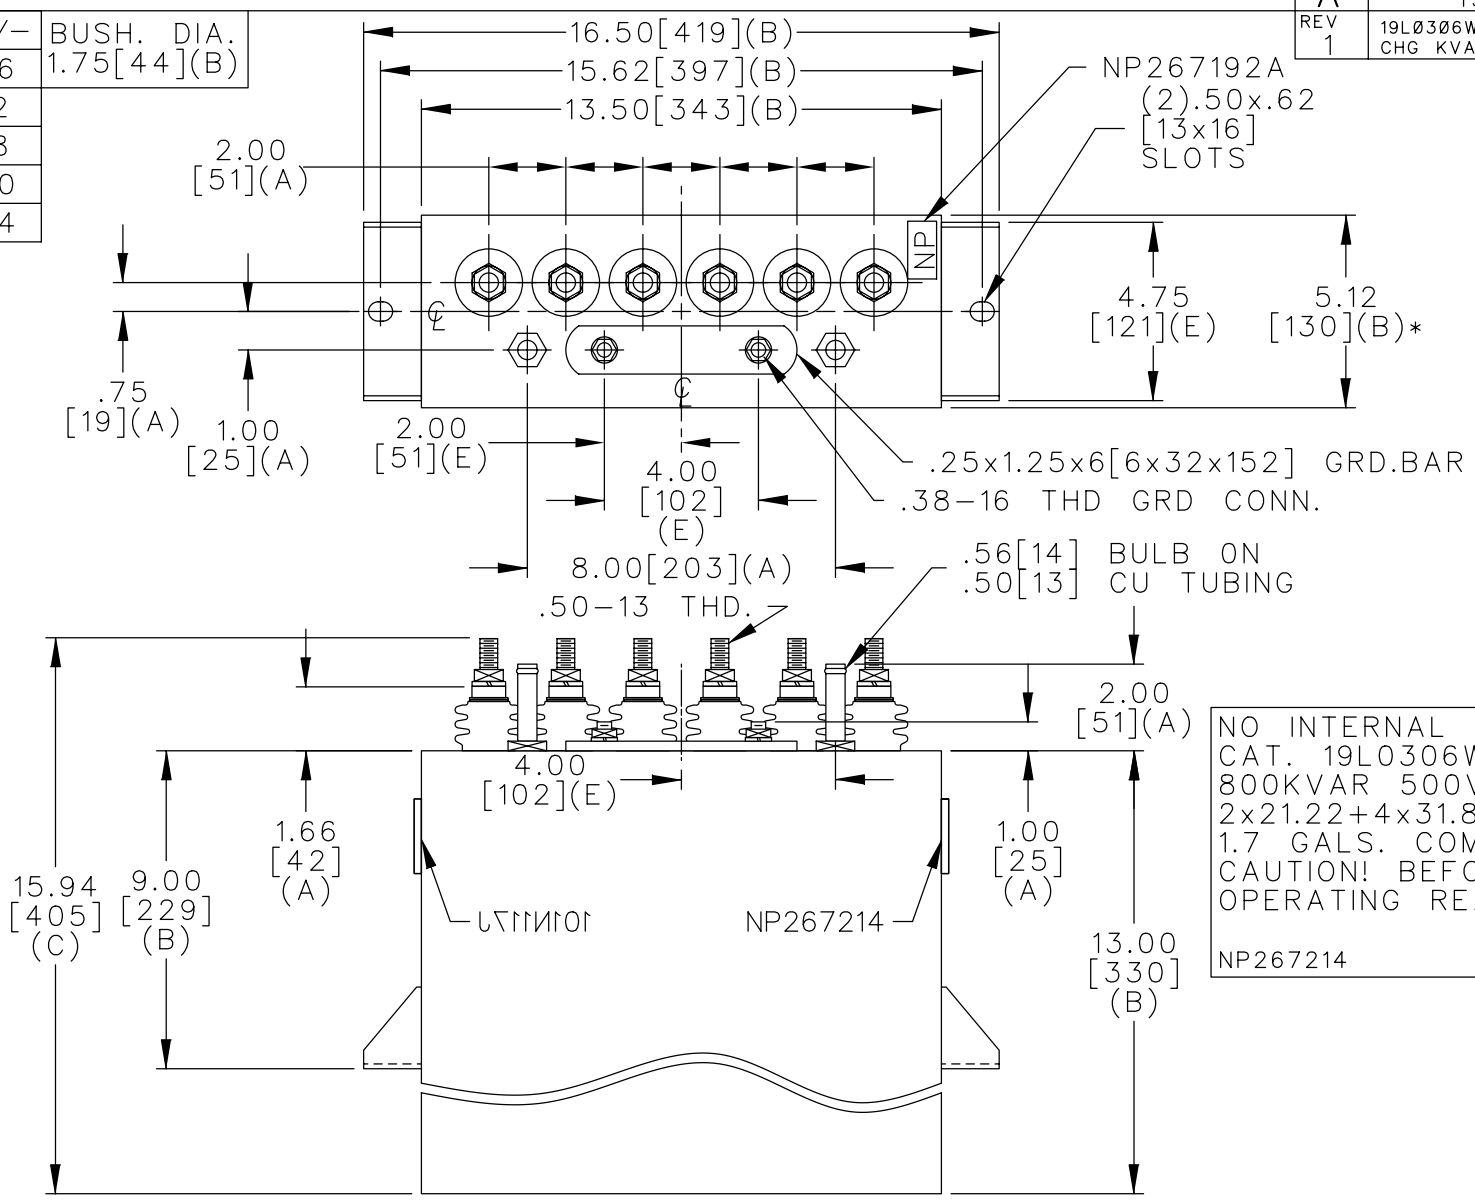 /-
BUSH. DIA.
1.75[44](B)
6
2
8
0
4
REV
1
19L0306W
CHG KVA
16.50[419](B)
15.62[397](B)
13.50[343](B)
NP267192A
(2).50x.62
[13x16]
SLOTS
2.00
[51](A)
NP
4.75
[121](E)
5.12
[130](B)*
.75
[19](A)
1.00
[25](A)
2.00
[51](E)
4.00
[102]
(E)
.25x1.25x6[6x32x152] GRD.BAR
.38-16 THD GRD CONN.
8.00[203](A)
.56[14] BULB ON
.50[13] CU TUBING
.50-13 THD.
2.00
[51](A)
4.00
[102](E)
1.66
[42]
(A)
1.00
[25]
(A)
15.94
[405]
(C)
9.00
[229]
(B)
101N117J
NP267214
13.00
[330]
(B)
NO INTERNAL
CAT. 19L0306W
800KVAR 500V
2x21.22+4x31.8
1.7 GALS. COM
CAUTION! BEFO
OPERATING RE
NP267214